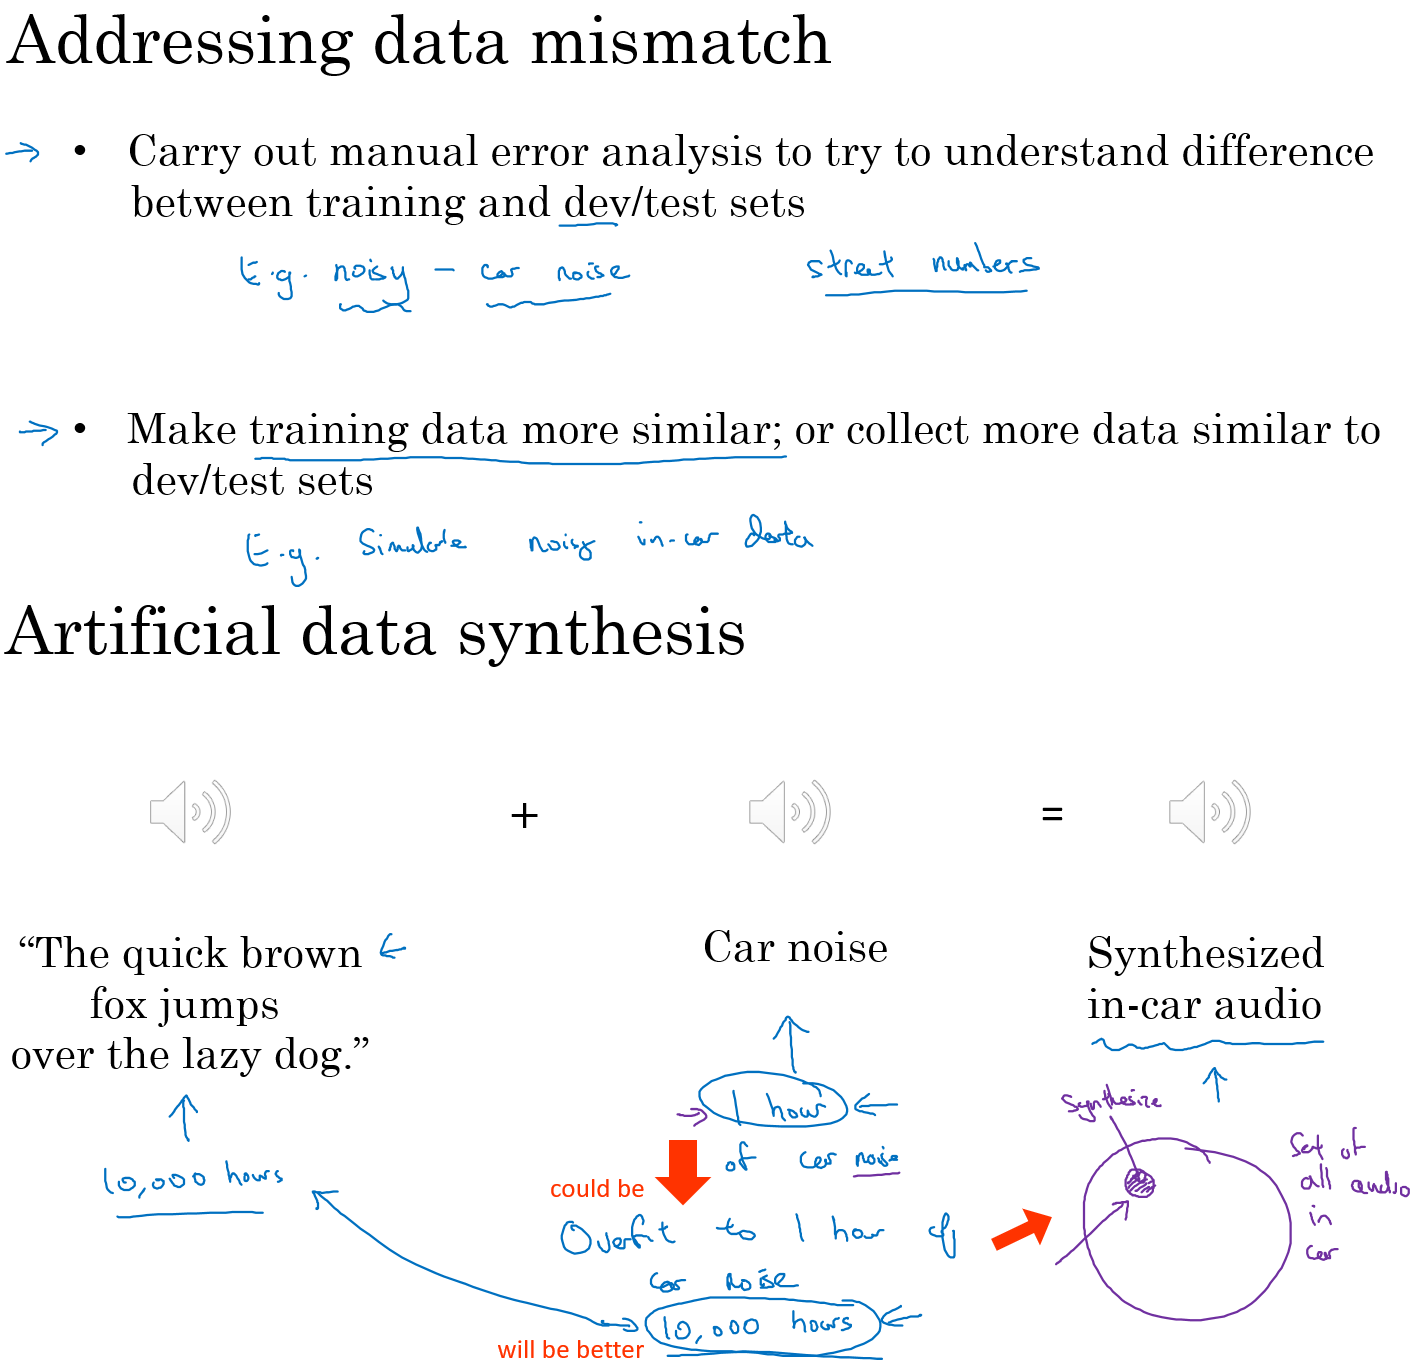 Addressing data mismatch
• Carry out manual error analysis to try to understand difference
between training and dev/test sets
E.g. noisy - car noise street numbers
• Make training data more similar; or collect more data similar to
dev/test sets
E.g. Simulate noisy in-car data
Artificial data synthesis
+ =
“The quick brown
fox jumps
over the lazy dog.”
10,000 hours
Car noise
1 hour
of car noise
could be
Overfit to 1 hour of
car noise
10,000 hours
will be better
Synthesized
in-car audio
Synthesize
Set of
all audio
in
car